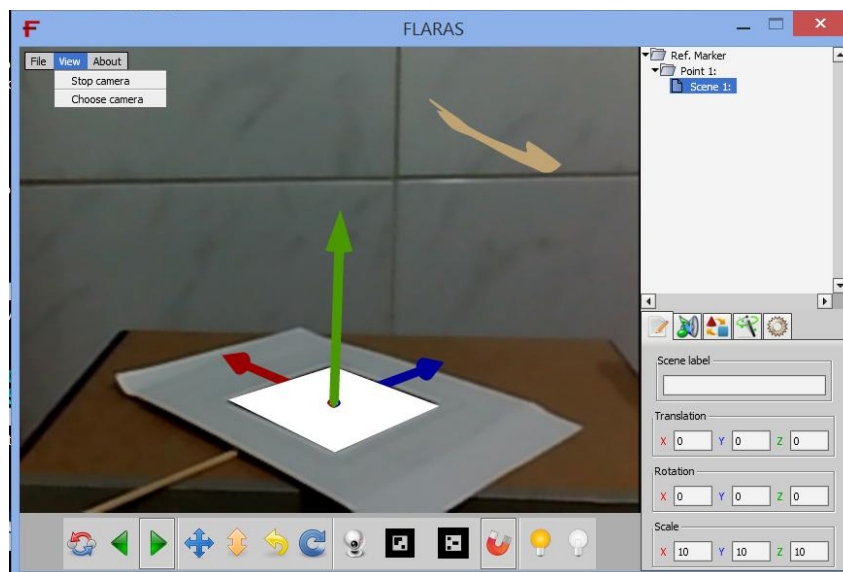 FLARAS
File View About
Stop camera
Choose camera
Ref. Marker
Point 1:
Scene 1:
Scene label
Translation
X 0 Y 0 Z 0
Rotation
X 0 Y 0 Z 0
Scale
X 10 Y 10 Z 10